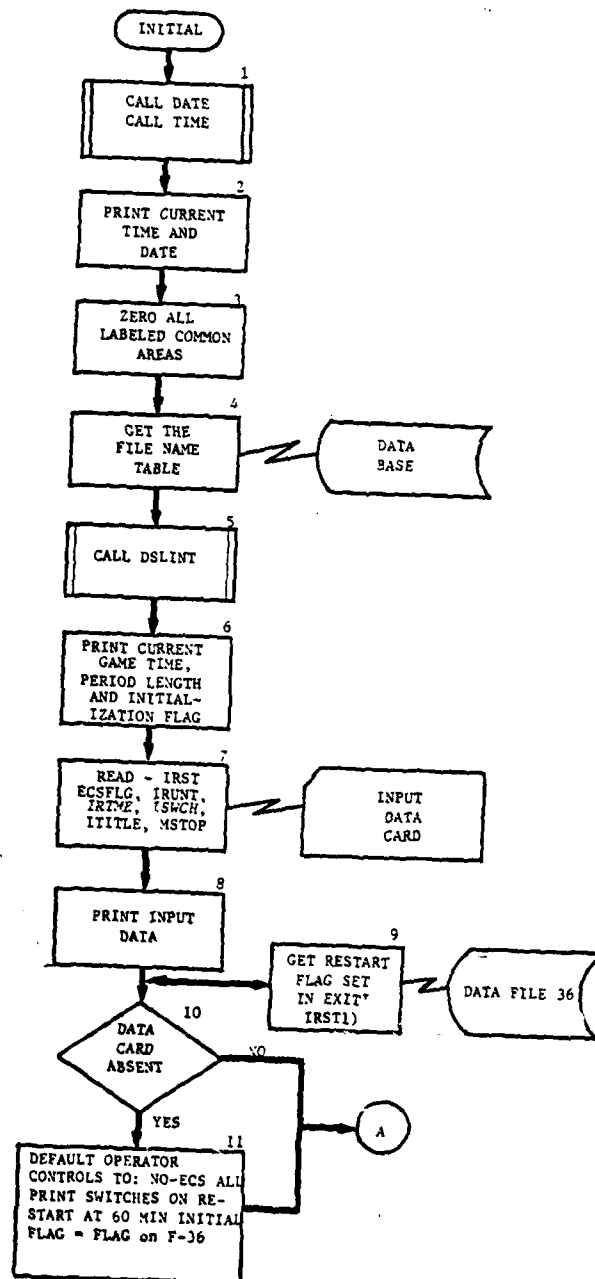 INITIAL
1
CALL DATE
CALL TIME
2
PRINT CURRENT
TIME AND
DATE
3
ZERO ALL
LABELED COMMON
AREAS
4
GET THE
FILE NAME
TABLE
DATA
BASE
5
CALL DSLINT
6
PRINT CURRENT
GAME TIME,
PERIOD LENGTH
AND INITIAL-
IZATION FLAG
7
READ - IRST
ECSFLG, IRUNT,
IRTME, ISWCH,
ITITLE, MSTOP
INPUT
DATA
CARD
8
PRINT INPUT
DATA
9
GET RESTART
FLAG SET
IN EXIT
IRST1)
DATA FILE 36
10
DATA
CARD
ABSENT
NO
A
YES
11
DEFAULT OPERATOR
CONTROLS TO: NO-ECS ALL
PRINT SWITCHES ON RE-
START AT 60 MIN INITIAL
FLAG = FLAG on F-36